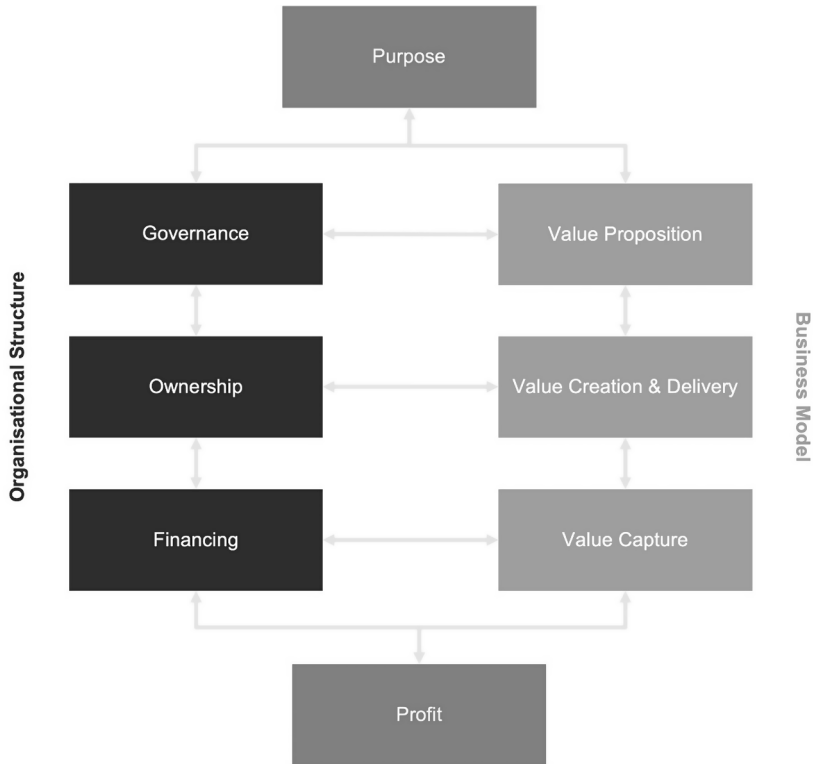 Purpose
Organisational Structure
Governance
Value Proposition
Ownership
Value Creation & Delivery
Financing
Value Capture
Business Model
Profit